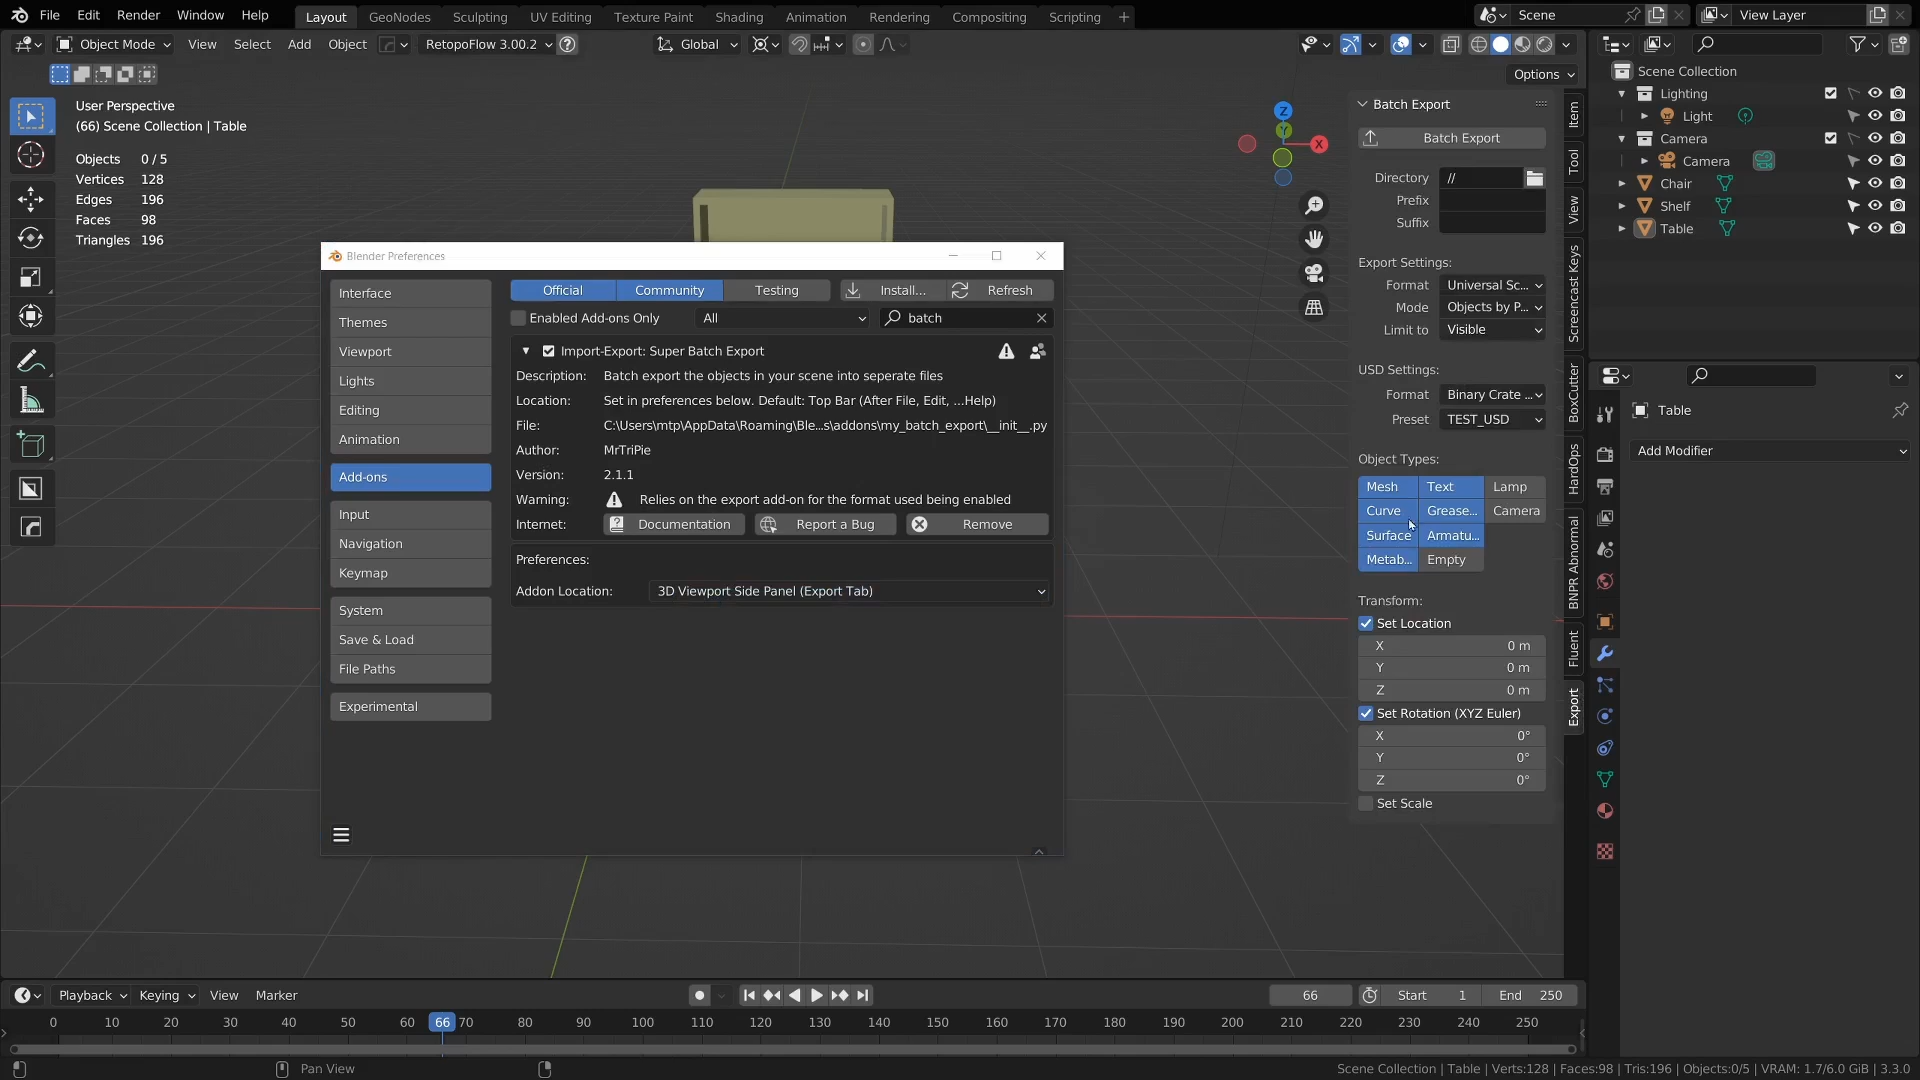 File Edit Render Window Help Layout GeoNodes Sculpting UV Editing Texture Paint Shading Animation Rendering Compositing Scripting + Scene View Layer
Object Mode View Select Add Object RetopoFlow 3.00.2 Global
Options
User Perspective
(66) Scene Collection | Table
Objects 0 / 5
Vertices 128
Edges 196
Faces 98
Triangles 196
Z
Y
X
Blender Preferences
Interface
Themes
Viewport
Lights
Editing
Animation
Add-ons
Input
Navigation
Keymap
System
Save & Load
File Paths
Experimental
Official Community Testing Install... Refresh
Enabled Add-ons Only All batch
Import-Export: Super Batch Export
Description: Batch export the objects in your scene into seperate files
Location: Set in preferences below. Default: Top Bar (After File, Edit, ...Help)
File: C:\Users\mtp\AppData\Roaming\Ble...s\addons\my_batch_export\__init__.py
Author: MrTriPie
Version: 2.1.1
Warning: Relies on the export add-on for the format used being enabled
Internet: Documentation Report a Bug Remove
Preferences:
Addon Location: 3D Viewport Side Panel (Export Tab)
Batch Export
Batch Export
Directory //
Prefix
Suffix
Export Settings:
Format Universal Sc...
Mode Objects by P...
Limit to Visible
USD Settings:
Format Binary Crate ...
Preset TEST_USD
Object Types:
Mesh Text Lamp
Curve Grease... Camera
Surface Armatu...
Metab... Empty
Transform:
Set Location
X 0 m
Y 0 m
Z 0 m
Set Rotation (XYZ Euler)
X 0°
Y 0°
Z 0°
Set Scale
Item
Tool
View
Screencast Keys
BoxCutter
HardOps
BNPR Abnormal
Fluent
Export
Scene Collection
Lighting
Light
Camera
Camera
Chair
Shelf
Table
Table
Add Modifier
Playback Keying View Marker 66 Start 1 End 250
0 10 20 30 40 50 60 66 70 80 90 100 110 120 130 140 150 160 170 180 190 200 210 220 230 240 250
Pan View
Scene Collection | Table | Verts:128 | Faces:98 | Tris:196 | Objects:0/5 | VRAM: 1.7/6.0 GiB | 3.3.0